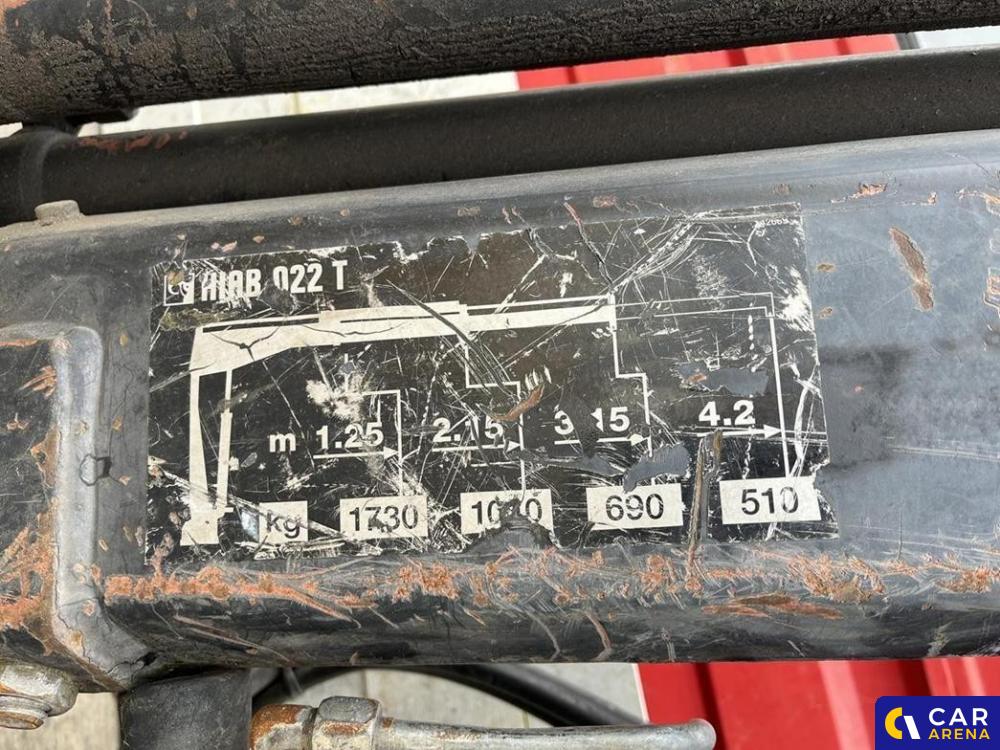 HIAB 022 T
m 1.25 2.15 3.15 4.2
kg 1730 690 510
CAR
ARENA